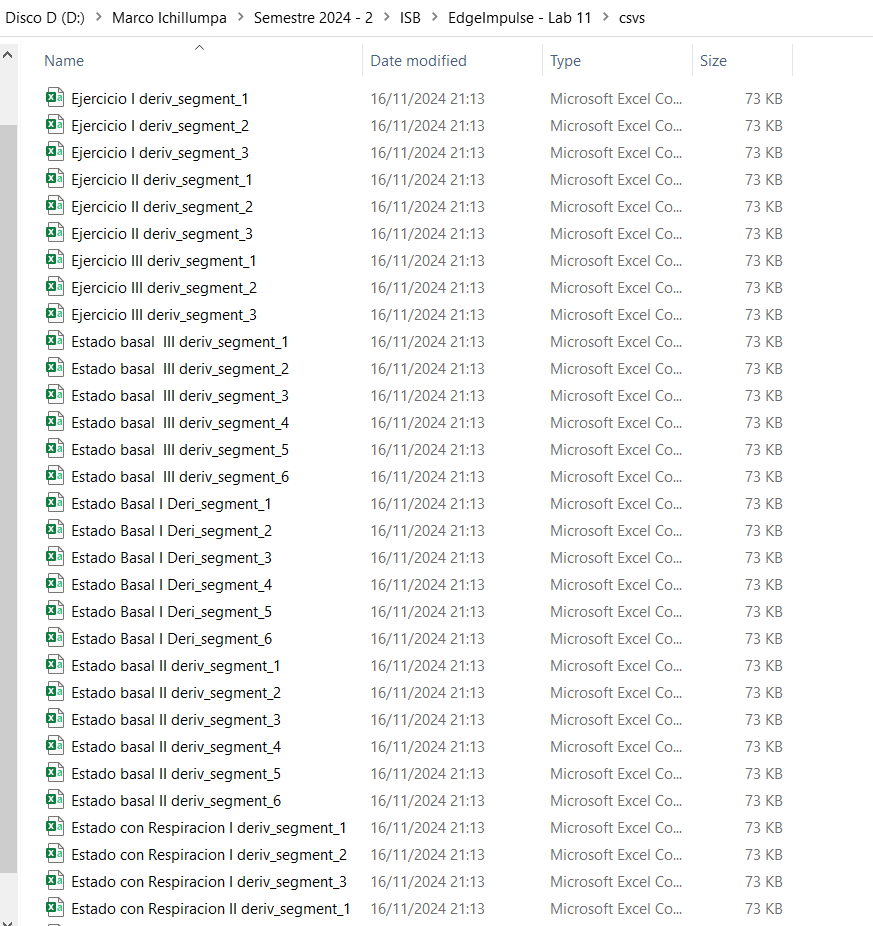 Disco D (D:) > Marco Ichillumpa > Semestre 2024 - 2 > ISB > EdgeImpulse - Lab 11 > csvs
Name Date modified Type Size
Ejercicio I deriv_segment_1 16/11/2024 21:13 Microsoft Excel Co... 73 KB
Ejercicio I deriv_segment_2 16/11/2024 21:13 Microsoft Excel Co... 73 KB
Ejercicio I deriv_segment_3 16/11/2024 21:13 Microsoft Excel Co... 73 KB
Ejercicio II deriv_segment_1 16/11/2024 21:13 Microsoft Excel Co... 73 KB
Ejercicio II deriv_segment_2 16/11/2024 21:13 Microsoft Excel Co... 73 KB
Ejercicio II deriv_segment_3 16/11/2024 21:13 Microsoft Excel Co... 73 KB
Ejercicio III deriv_segment_1 16/11/2024 21:13 Microsoft Excel Co... 73 KB
Ejercicio III deriv_segment_2 16/11/2024 21:13 Microsoft Excel Co... 73 KB
Ejercicio III deriv_segment_3 16/11/2024 21:13 Microsoft Excel Co... 73 KB
Estado basal  III deriv_segment_1 16/11/2024 21:13 Microsoft Excel Co... 73 KB
Estado basal  III deriv_segment_2 16/11/2024 21:13 Microsoft Excel Co... 73 KB
Estado basal  III deriv_segment_3 16/11/2024 21:13 Microsoft Excel Co... 73 KB
Estado basal  III deriv_segment_4 16/11/2024 21:13 Microsoft Excel Co... 73 KB
Estado basal  III deriv_segment_5 16/11/2024 21:13 Microsoft Excel Co... 73 KB
Estado basal  III deriv_segment_6 16/11/2024 21:13 Microsoft Excel Co... 73 KB
Estado Basal I Deri_segment_1 16/11/2024 21:13 Microsoft Excel Co... 73 KB
Estado Basal I Deri_segment_2 16/11/2024 21:13 Microsoft Excel Co... 73 KB
Estado Basal I Deri_segment_3 16/11/2024 21:13 Microsoft Excel Co... 73 KB
Estado Basal I Deri_segment_4 16/11/2024 21:13 Microsoft Excel Co... 73 KB
Estado Basal I Deri_segment_5 16/11/2024 21:13 Microsoft Excel Co... 73 KB
Estado Basal I Deri_segment_6 16/11/2024 21:13 Microsoft Excel Co... 73 KB
Estado basal II deriv_segment_1 16/11/2024 21:13 Microsoft Excel Co... 73 KB
Estado basal II deriv_segment_2 16/11/2024 21:13 Microsoft Excel Co... 73 KB
Estado basal II deriv_segment_3 16/11/2024 21:13 Microsoft Excel Co... 73 KB
Estado basal II deriv_segment_4 16/11/2024 21:13 Microsoft Excel Co... 73 KB
Estado basal II deriv_segment_5 16/11/2024 21:13 Microsoft Excel Co... 73 KB
Estado basal II deriv_segment_6 16/11/2024 21:13 Microsoft Excel Co... 73 KB
Estado con Respiracion I deriv_segment_1 16/11/2024 21:13 Microsoft Excel Co... 73 KB
Estado con Respiracion I deriv_segment_2 16/11/2024 21:13 Microsoft Excel Co... 73 KB
Estado con Respiracion I deriv_segment_3 16/11/2024 21:13 Microsoft Excel Co... 73 KB
Estado con Respiracion II deriv_segment_1 16/11/2024 21:13 Microsoft Excel Co... 73 KB